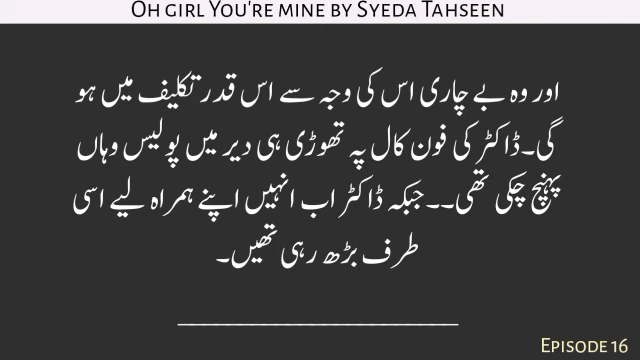 Oh girl You're mine by Syeda Tahseen
اور وہ بے چاری اس کی وجہ سے اس قدر تکلیف میں ہو
گی۔ڈاکٹر کی فون کال پہ تھوڑی ہی دیر میں پولیس وہاں
پہنچ چکی تھی۔۔جبکہ ڈاکٹر اب انہیں اپنے ہمراہ لیے اسی
طرف بڑھ رہی تھیں۔
_______________________
Episode 16